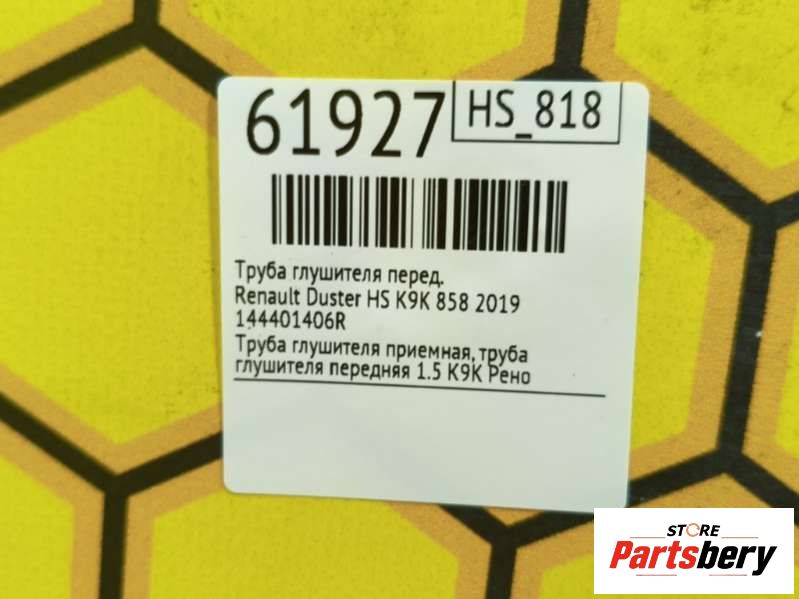 61927
HS_818
Труба глушителя перед.
Renault Duster HS K9K 858 2019
144401406R
Труба глушителя приемная, труба
глушителя передняя 1.5 K9K Рено
STORE
Partsbery